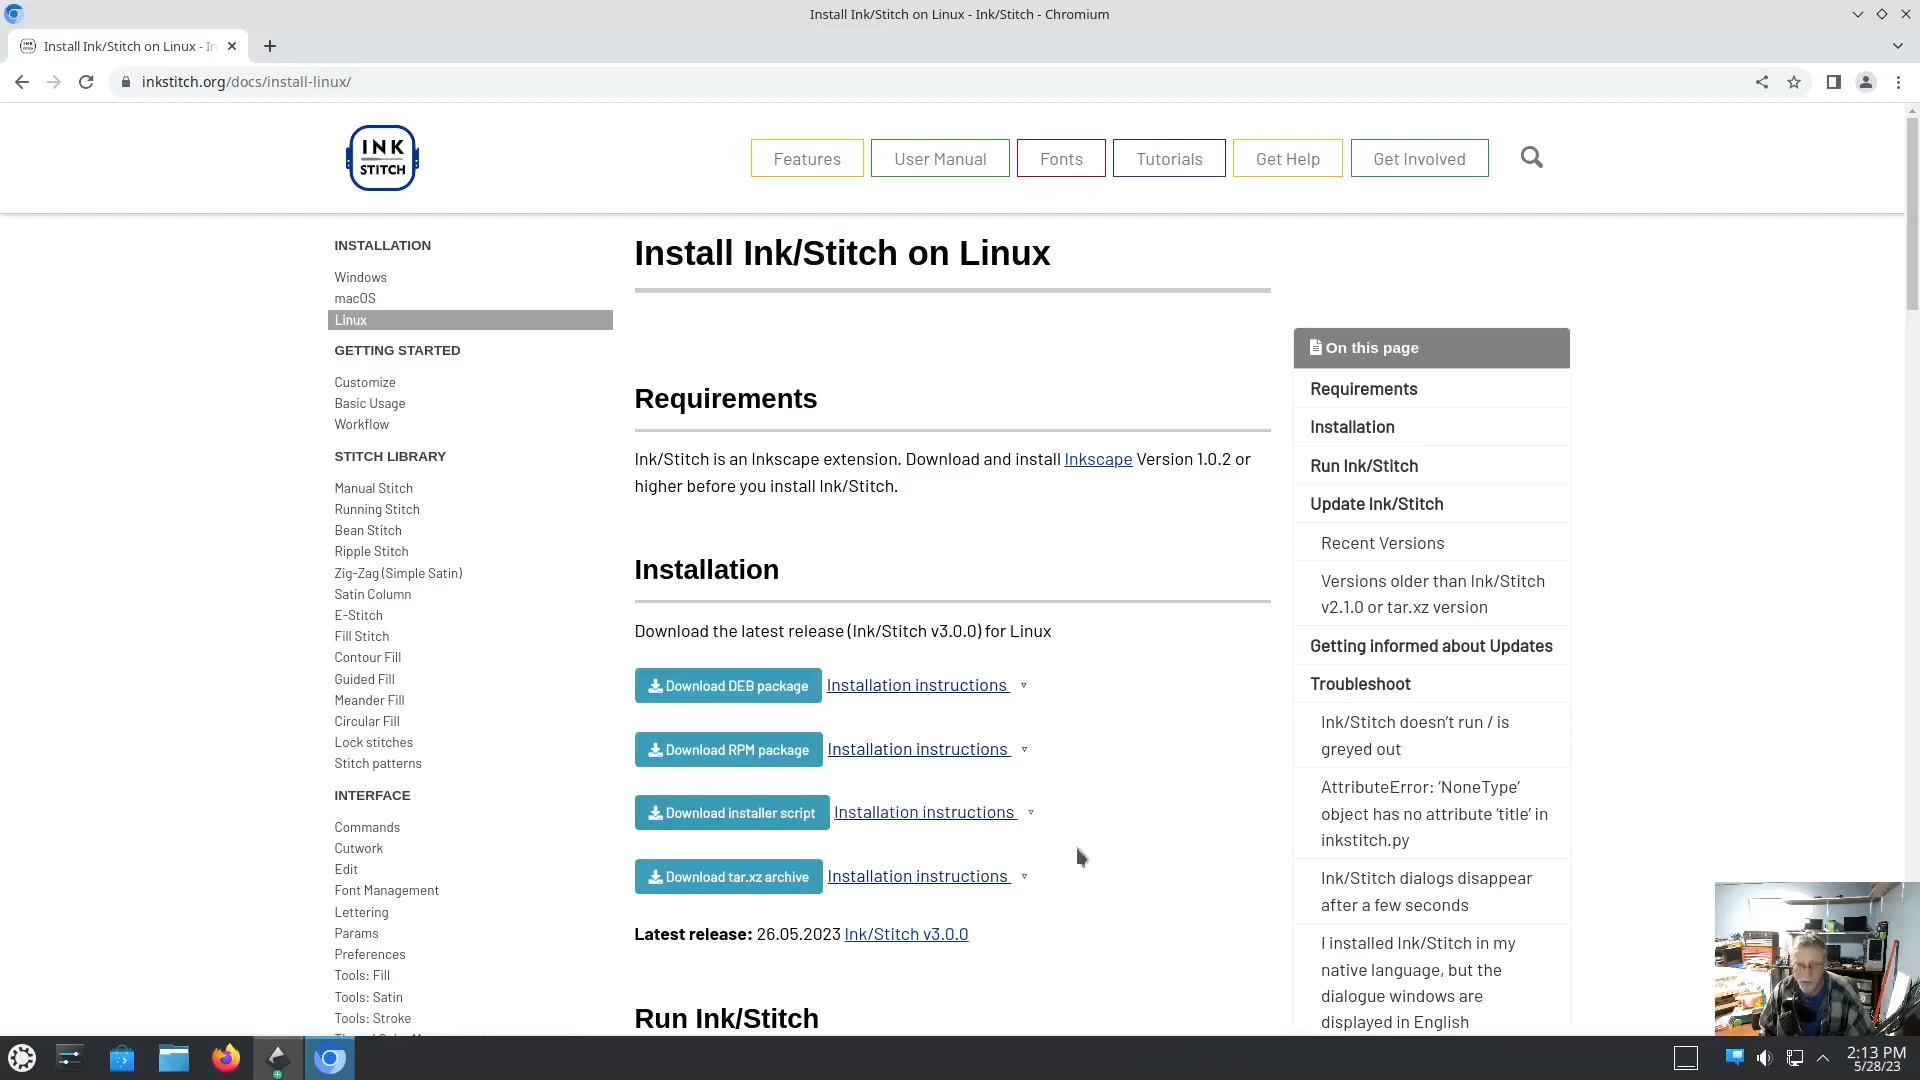 Install Ink/Stitch on Linux - Ink/Stitch - Chromium
Install Ink/Stitch on Linux - In
inkstitch.org/docs/install-linux/
INK
STITCH
Features
User Manual
Fonts
Tutorials
Get Help
Get Involved
INSTALLATION
Windows
macOS
Linux
GETTING STARTED
Customize
Basic Usage
Workflow
STITCH LIBRARY
Manual Stitch
Running Stitch
Bean Stitch
Ripple Stitch
Zig-Zag (Simple Satin)
Satin Column
E-Stitch
Fill Stitch
Contour Fill
Guided Fill
Meander Fill
Circular Fill
Lock stitches
Stitch patterns
INTERFACE
Commands
Cutwork
Edit
Font Management
Lettering
Params
Preferences
Tools: Fill
Tools: Satin
Tools: Stroke
Install Ink/Stitch on Linux
Requirements
Ink/Stitch is an Inkscape extension. Download and install Inkscape Version 1.0.2 or
higher before you install Ink/Stitch.
Installation
Download the latest release (Ink/Stitch v3.0.0) for Linux
Download DEB package Installation instructions
Download RPM package Installation instructions
Download installer script Installation instructions
Download tar.xz archive Installation instructions
Latest release: 26.05.2023 Ink/Stitch v3.0.0
Run Ink/Stitch
On this page
Requirements
Installation
Run Ink/Stitch
Update Ink/Stitch
Recent Versions
Versions older than Ink/Stitch
v2.1.0 or tar.xz version
Getting informed about Updates
Troubleshoot
Ink/Stitch doesn’t run / is
greyed out
AttributeError: ‘NoneType’
object has no attribute ‘title’ in
inkstitch.py
Ink/Stitch dialogs disappear
after a few seconds
I installed Ink/Stitch in my
native language, but the
dialogue windows are
displayed in English
2:13 PM
5/28/23